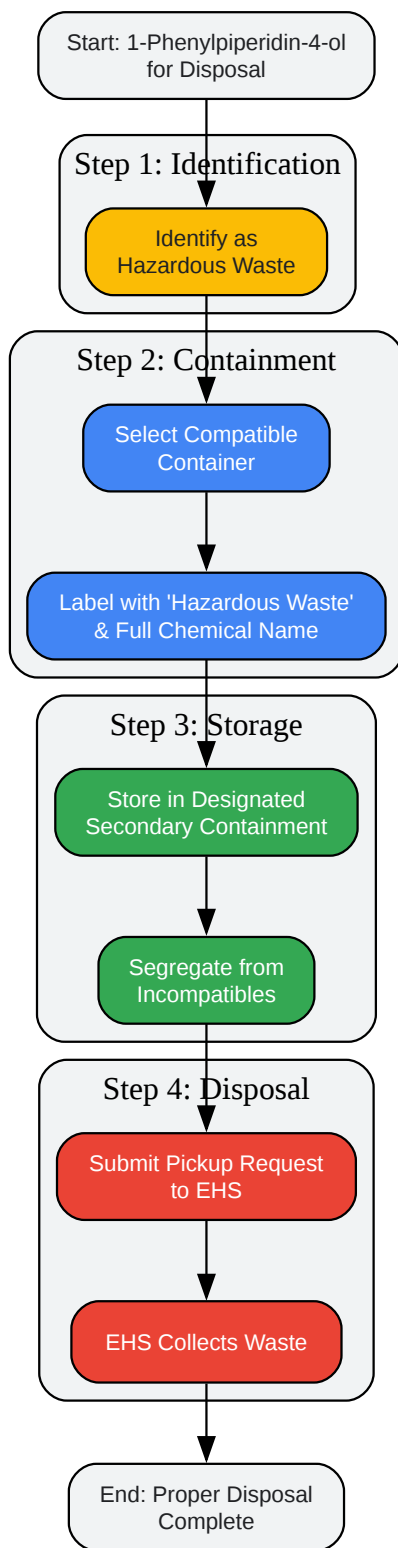 Start: 1-Phenylpiperidin-4-ol
for Disposal
Step 1: Identification
Identify as
Hazardous Waste
Step 2: Containment
Select Compatible
Container
Label with 'Hazardous Waste'
& Full Chemical Name
Step 3: Storage
Store in Designated
Secondary Containment
Segregate from
Incompatibles
Step 4: Disposal
Submit Pickup Request
to EHS
EHS Collects Waste
End: Proper Disposal
Complete